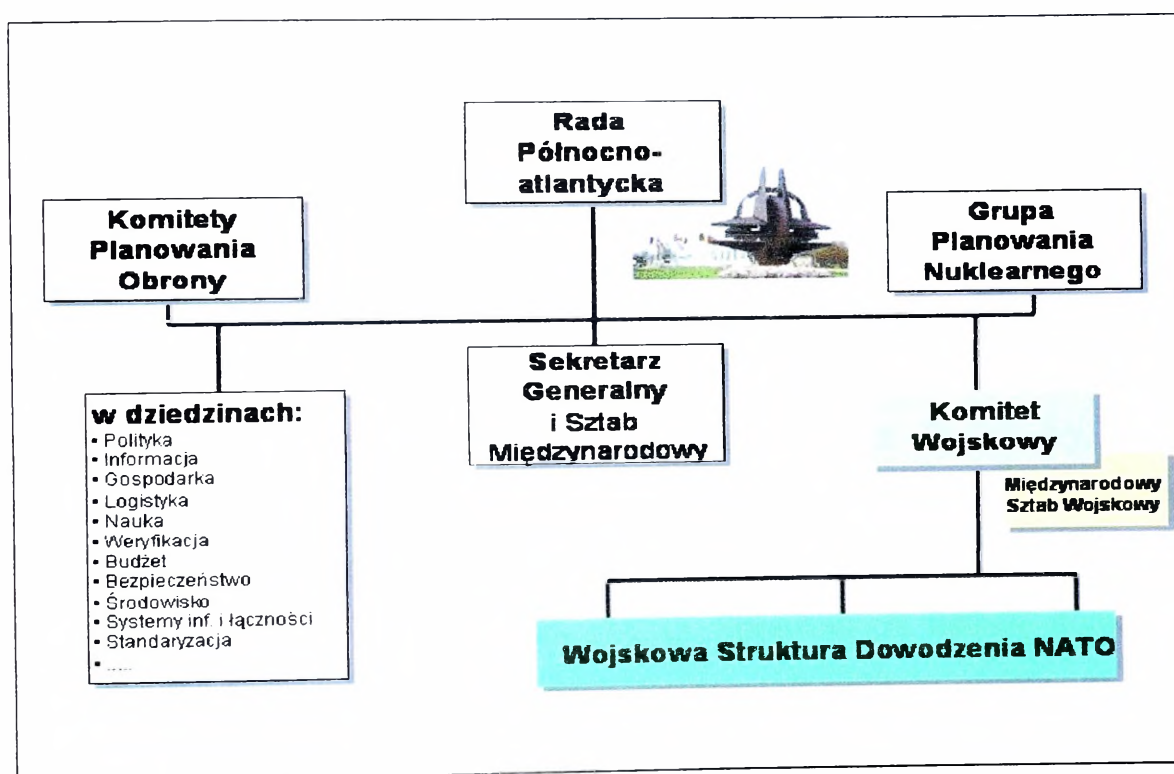 Rada
Północno-
atlantycka
Komitety
Planowania
Obrony
Grupa
Planowania
Nuklearnego
Sekretarz
Generalny
i Sztab
Międzynarodowy
w dziedzinach:
▪ Polityka
▪ Informacja
▪ Gospodarka
▪ Logistyka
▪ Nauka
▪ Weryfikacja
▪ Budżet
▪ Bezpieczeństwo
▪ Środowisko
▪ Systemy inf. i łączności
▪ Standaryzacja
▪ .....
Komitet
Wojskowy
Międzynarodowy
Sztab Wojskowy
Wojskowa Struktura Dowodzenia NATO